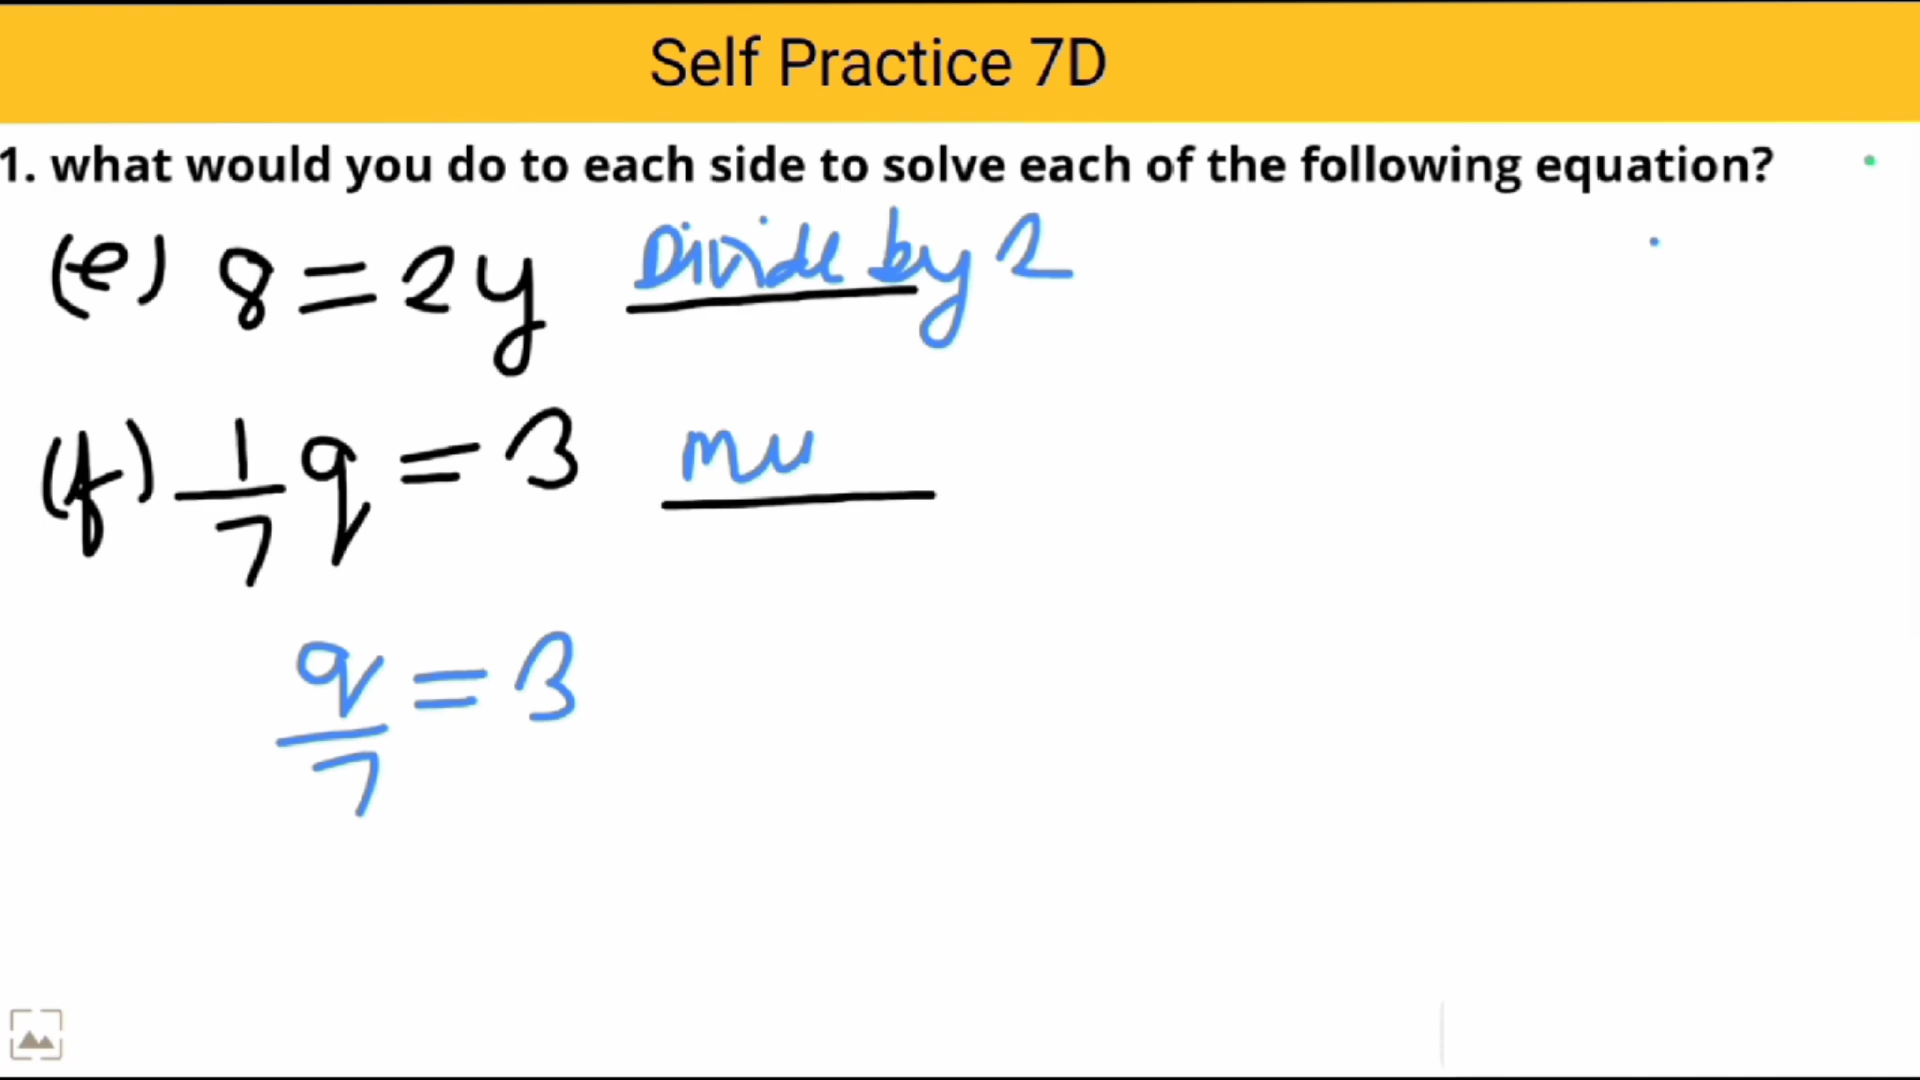 Self Practice 7D
1. what would you do to each side to solve each of the following equation?
(e) 8 = 2y Divide by 2
(f) 1/7 q = 3 mu
q/7 = 3